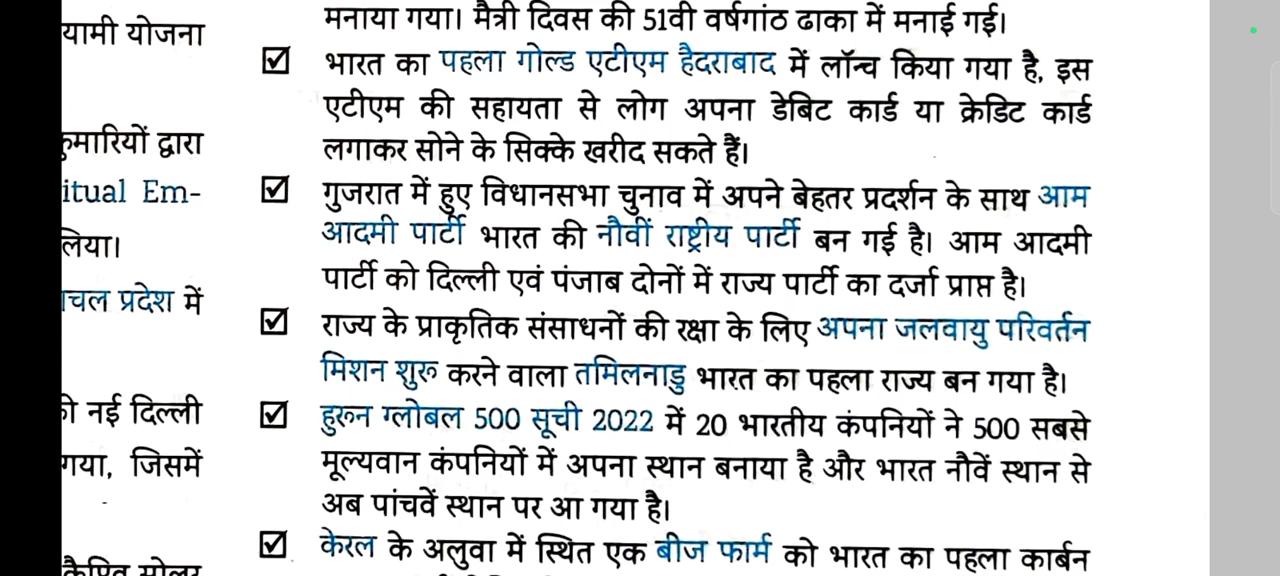 यामी योजना
कुमारियों द्वारा
itual Em-
लिया।
चल प्रदेश में
नई दिल्ली
गया, जिसमें
मनाया गया। मैत्री दिवस की 51वी वर्षगांठ ढाका में मनाई गई।
भारत का पहला गोल्ड एटीएम हैदराबाद में लॉन्च किया गया है, इस
एटीएम की सहायता से लोग अपना डेबिट कार्ड या क्रेडिट कार्ड
लगाकर सोने के सिक्के खरीद सकते हैं।
गुजरात में हुए विधानसभा चुनाव में अपने बेहतर प्रदर्शन के साथ आम
आदमी पार्टी भारत की नौवीं राष्ट्रीय पार्टी बन गई है। आम आदमी
पार्टी को दिल्ली एवं पंजाब दोनों में राज्य पार्टी का दर्जा प्राप्त है।
राज्य के प्राकृतिक संसाधनों की रक्षा के लिए अपना जलवायु परिवर्तन
मिशन शुरू करने वाला तमिलनाडु भारत का पहला राज्य बन गया है।
हुरून ग्लोबल 500 सूची 2022 में 20 भारतीय कंपनियों ने 500 सबसे
मूल्यवान कंपनियों में अपना स्थान बनाया है और भारत नौवें स्थान से
अब पांचवें स्थान पर आ गया है।
केरल के अलुवा में स्थित एक बीज फार्म को भारत का पहला कार्बन